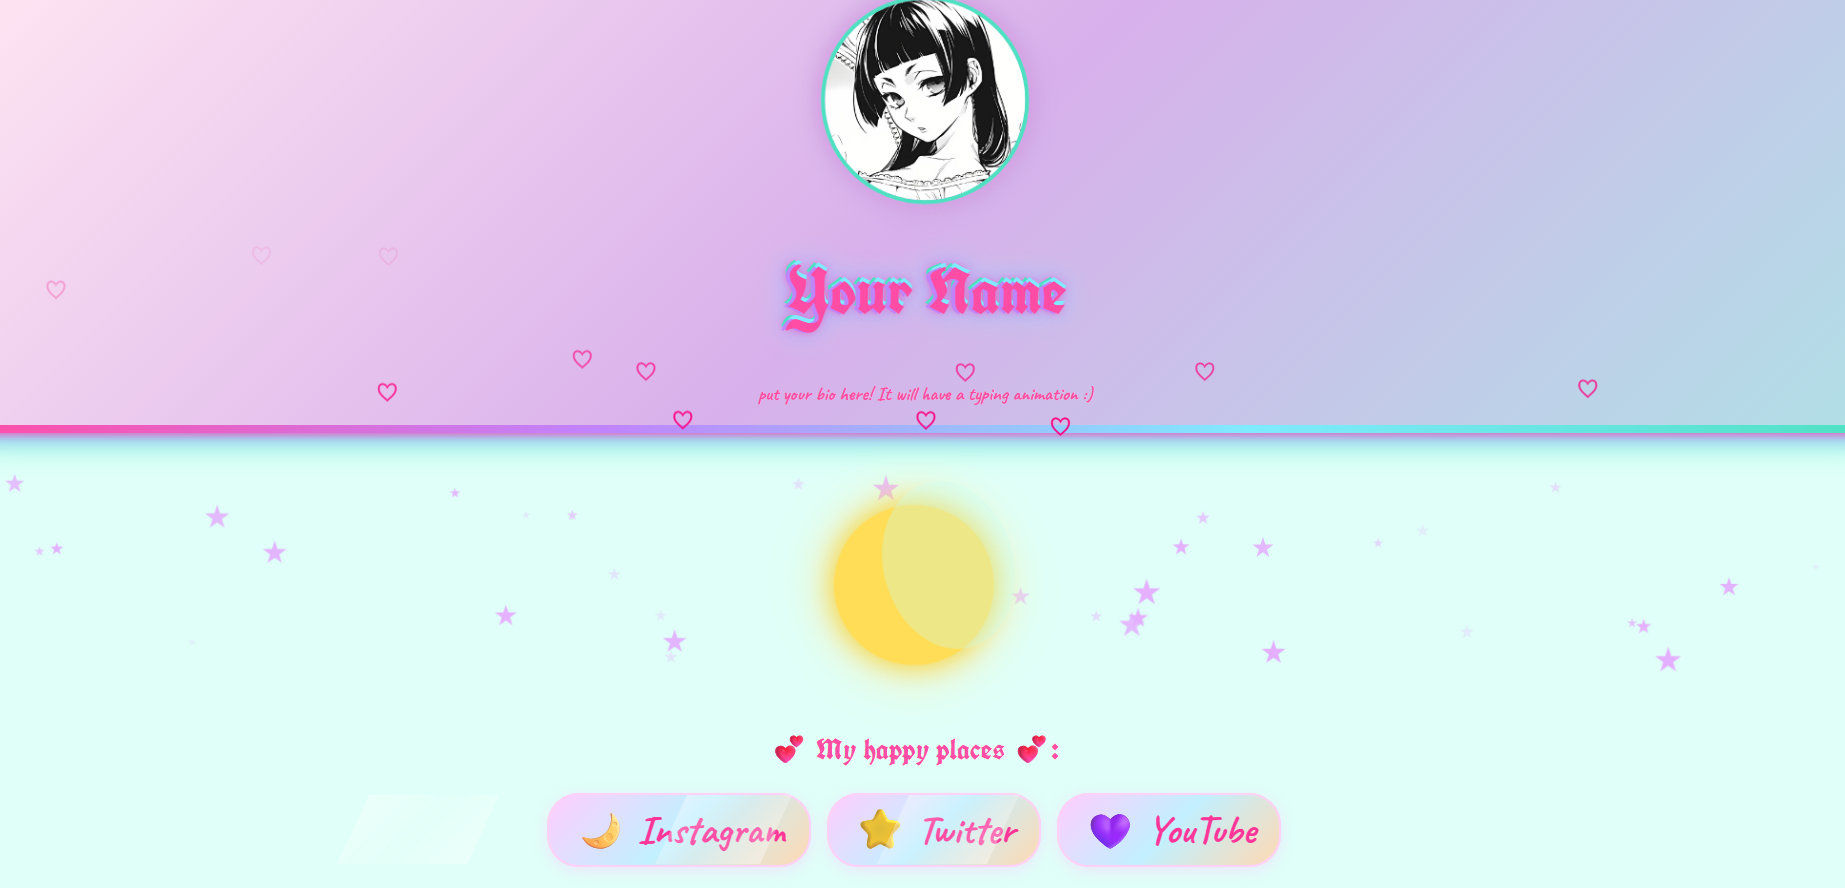 Your Name
put your bio here! It will have a typing animation :)
💕 My happy places 💕:
🌙 Instagram
⭐ Twitter
💜 YouTube